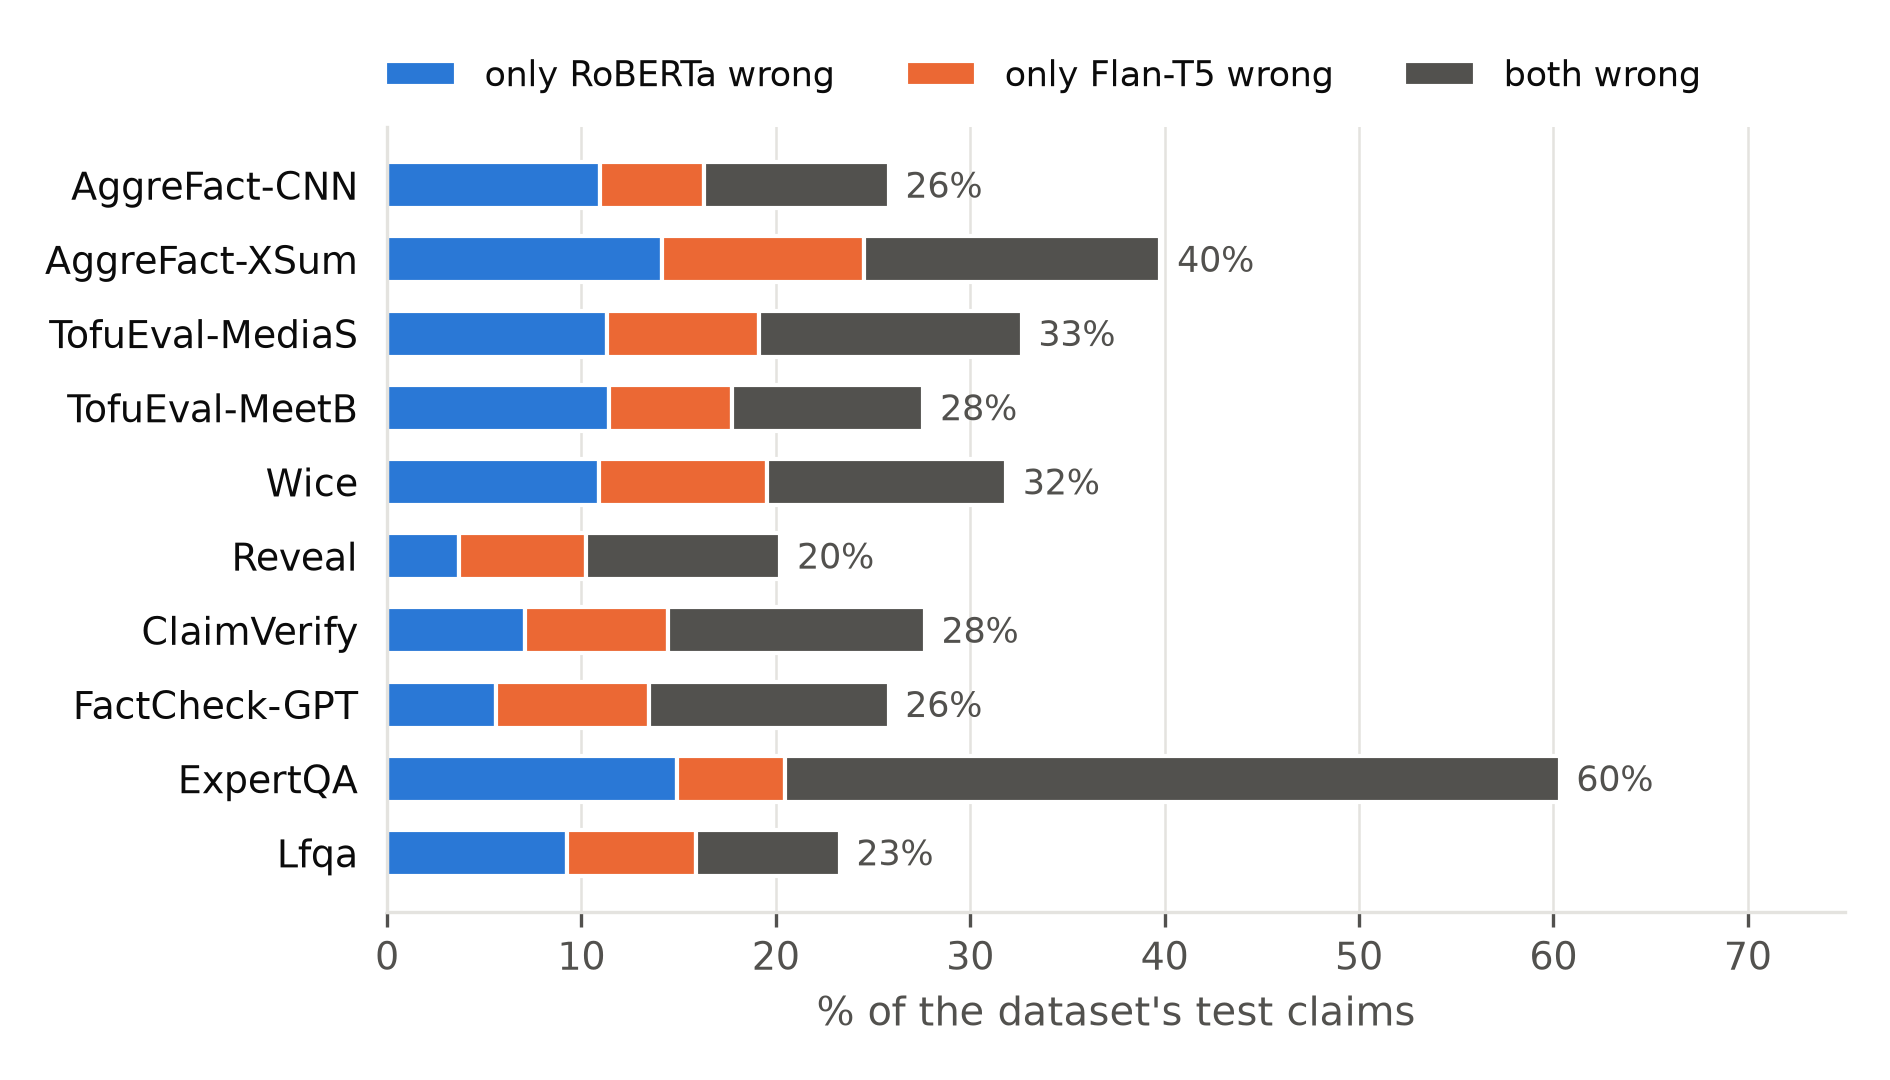 only RoBERTa wrong only Flan-T5 wrong both wrong
AggreFact-CNN 26%
AggreFact-XSum 40%
TofuEval-MediaS 33%
TofuEval-MeetB 28%
Wice 32%
Reveal 20%
ClaimVerify 28%
FactCheck-GPT 26%
ExpertQA 60%
Lfqa 23%
0 10 20 30 40 50 60 70
% of the dataset's test claims